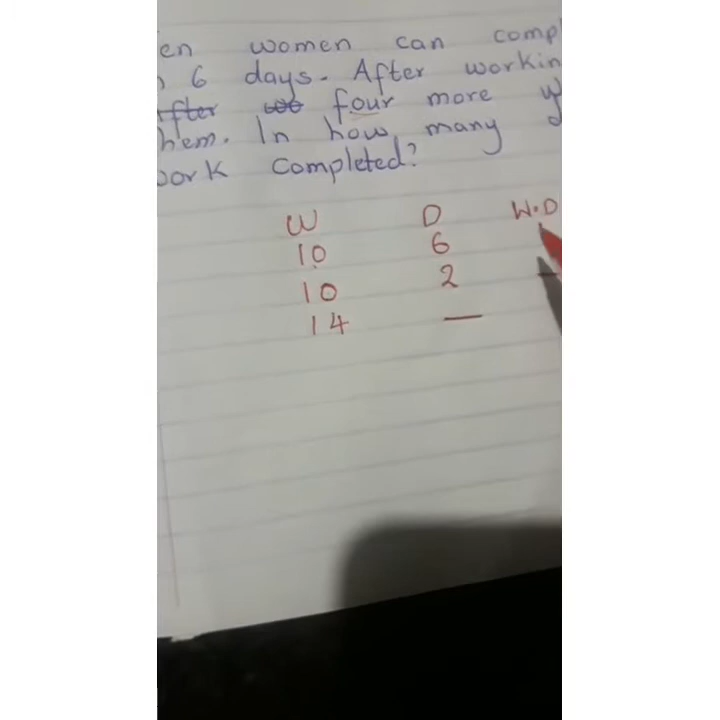 en women can comp
6 days. After workin
After four more
hem. In how many
ork completed?
W D W.D
10 6
10 2
14 —